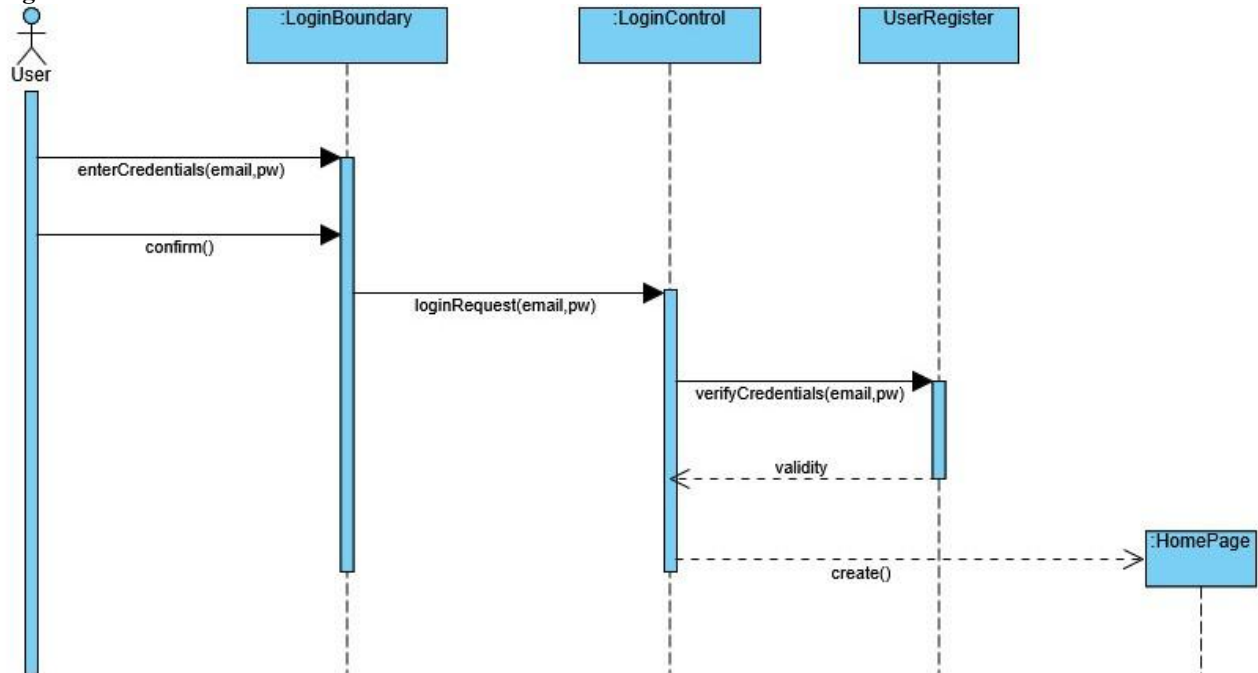 :LoginBoundary
:LoginControl
UserRegister
User
enterCredentials(email,pw)
confirm()
loginRequest(email,pw)
verifyCredentials(email,pw)
validity
:HomePage
create()